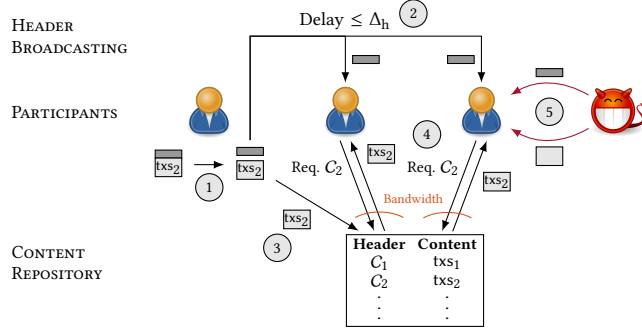 HEADER
BROADCASTING
Delay ≤ Δh
2
PARTICIPANTS
4
5
txs2
1
txs2
Req. C2
txs2
Req. C2
txs2
Bandwidth
txs2
3
CONTENT
REPOSITORY
Header Content
C1 txs1
C2 txs2
. .
. .
. .